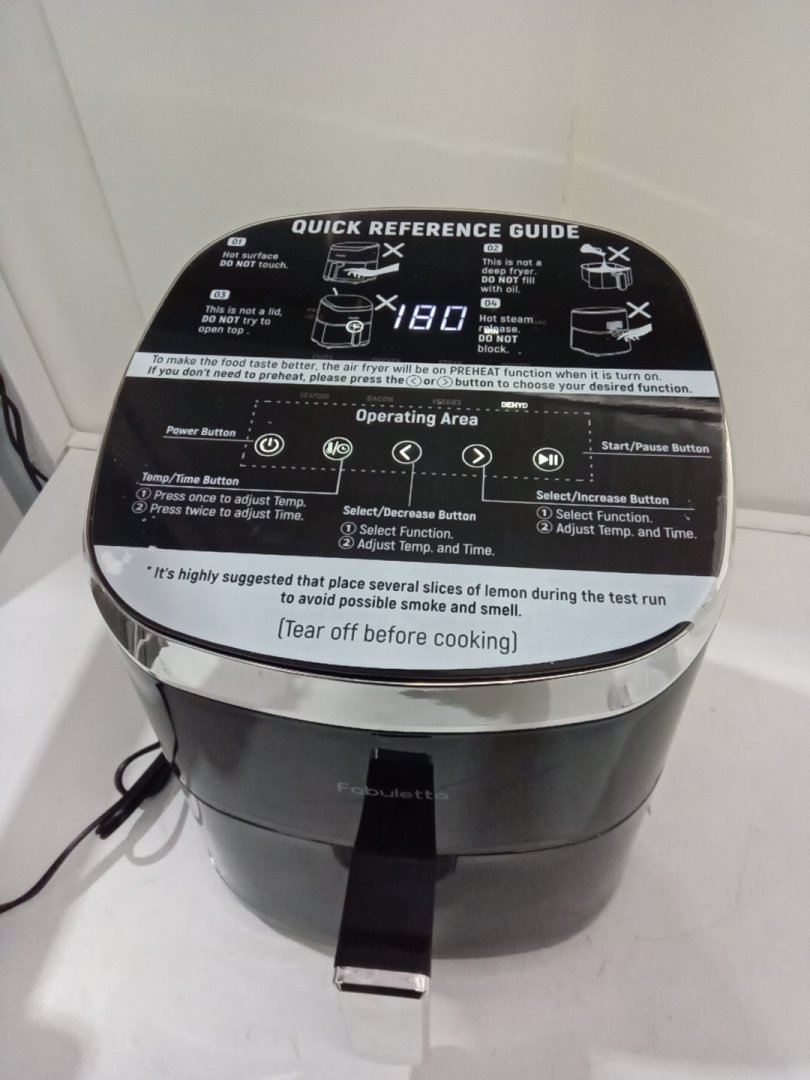 QUICK REFERENCE GUIDE
01
Hot surface
DO NOT touch.
02
This is not a
deep fryer.
DO NOT fill
with oil.
03
This is not a lid,
DO NOT try to
open top .
180
04
Hot steam
release.
DO NOT
block.
To make the food taste better, the air fryer will be on PREHEAT function when it is turn on.
If you don't need to preheat, please press the < or > button to choose your desired function.
SEAFOOD BACON VEGGIES DEHYD
Operating Area
Power Button
Start/Pause Button
Temp/Time Button
① Press once to adjust Temp.
② Press twice to adjust Time.
Select/Decrease Button
① Select Function.
② Adjust Temp. and Time.
Select/Increase Button
① Select Function.
② Adjust Temp. and Time.
* It's highly suggested that place several slices of lemon during the test run
to avoid possible smoke and smell.
(Tear off before cooking)
Fabuletta